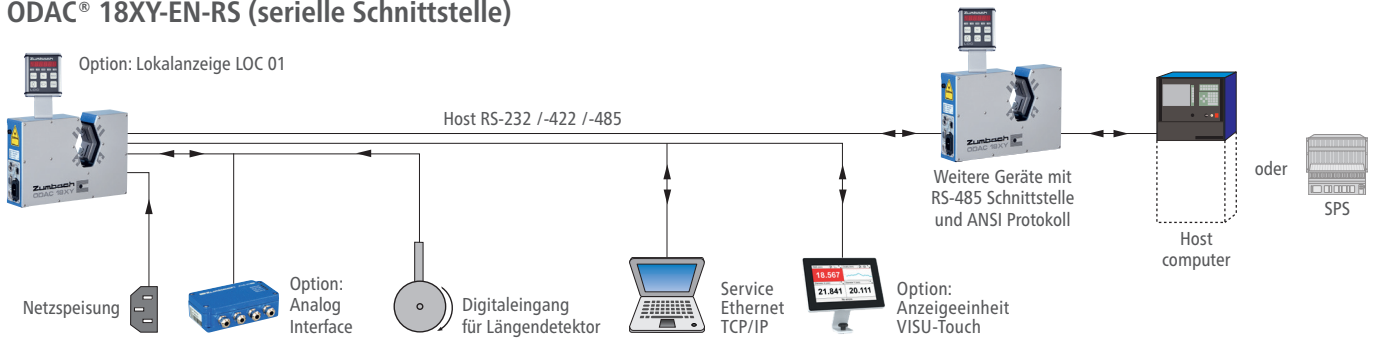 ODAC® 18XY-EN-RS (serielle Schnittstelle)
Option: Lokalanzeige LOC 01
Host RS-232 /-422 /-485
Zumbach
ODAC 18XY
Zumbach
ODAC 18XY
Weitere Geräte mit
RS-485 Schnittstelle
und ANSI Protokoll
oder
SPS
Host
computer
Netzspeisung
Option:
Analog
Interface
Digitaleingang
für Längendetektor
Service
Ethernet
TCP/IP
18.567
21.841 20.111
Option:
Anzeigeeinheit
VISU-Touch